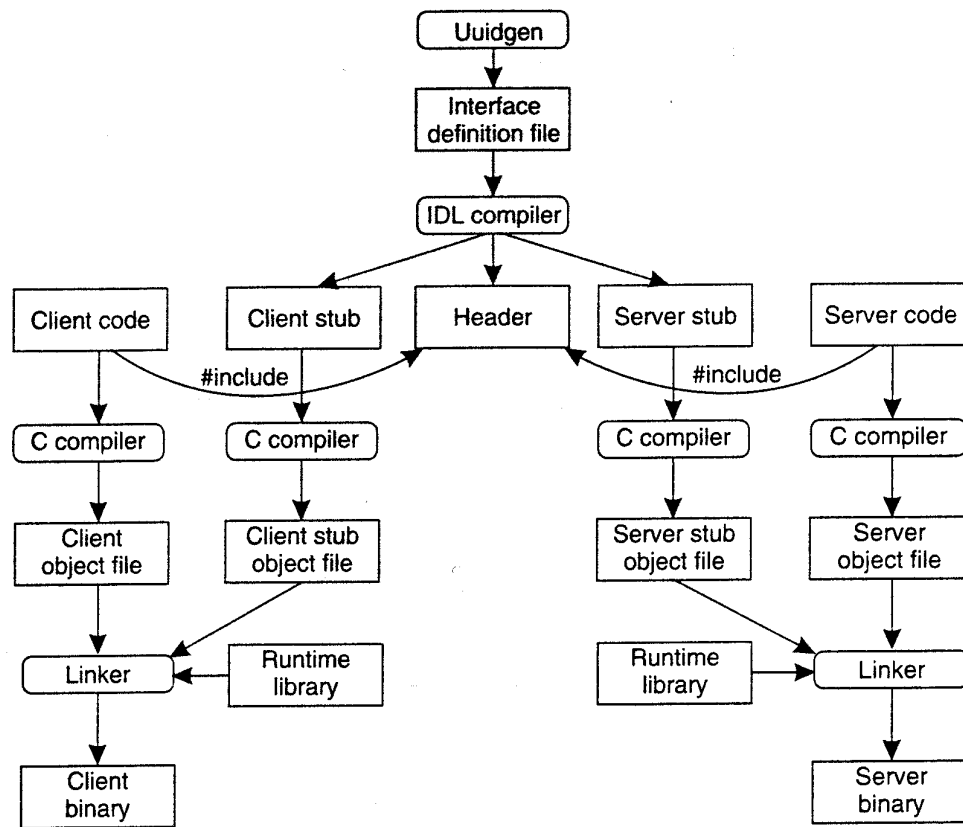 Uuidgen
Interface
definition file
IDL compiler
Client code
Client stub
Header
Server stub
Server code
#include
#include
C compiler
C compiler
C compiler
C compiler
Client
object file
Client stub
object file
Server stub
object file
Server
object file
Linker
Runtime
library
Runtime
library
Linker
Client
binary
Server
binary